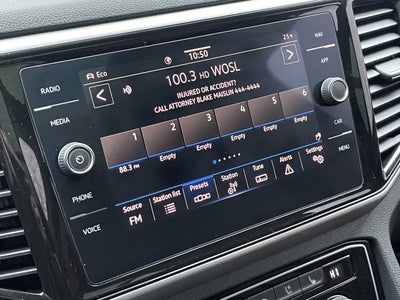 Eco
10:50
25°F
RADIO
NAV
MEDIA
APP
100.3 HD WOSL
INJURED OR ACCIDENT?
CALL ATTORNEY BLAKE MAISLIN 444-4444
1 2 3 4 5 6
88.3 FM Empty Empty Empty Empty Empty
PHONE
CAR
VOICE
MENU
Source Station list Presets Station Tune Alerts Settings
FM